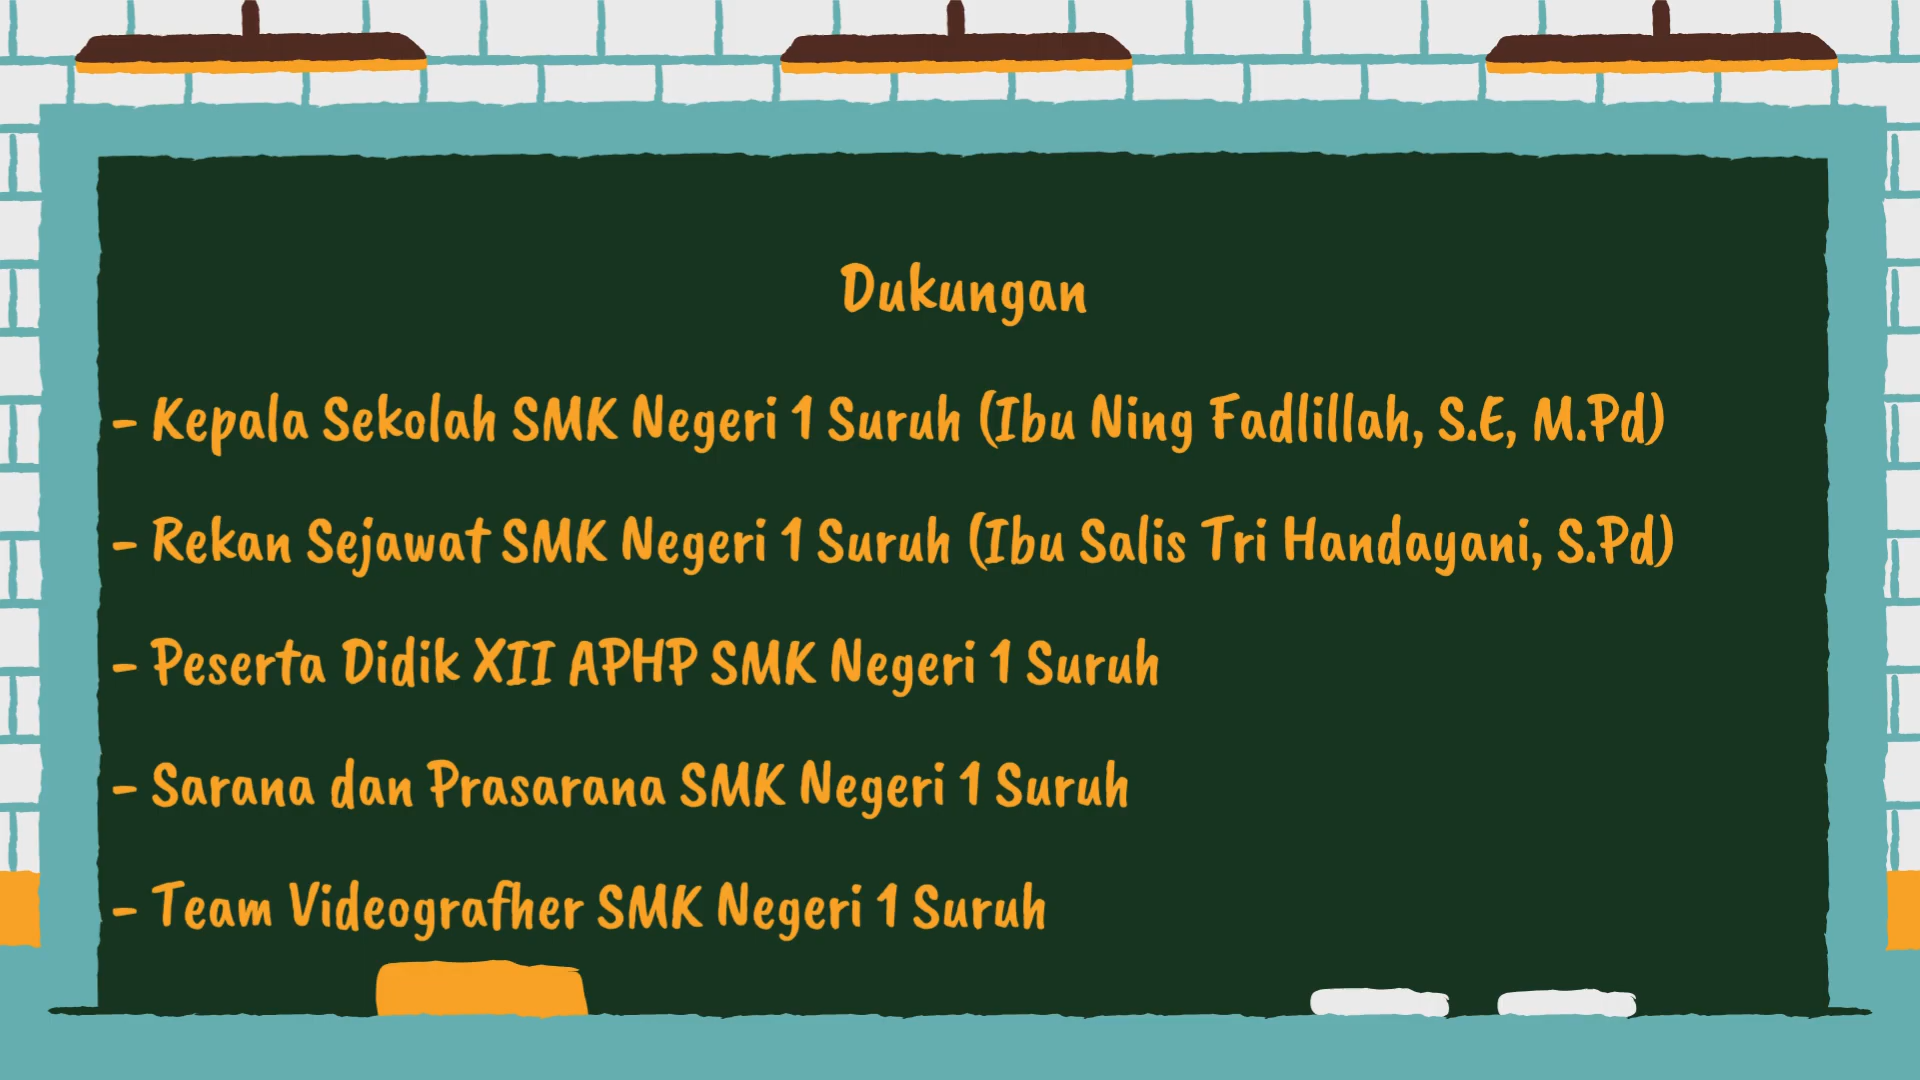 Dukungan
- Kepala Sekolah SMK Negeri 1 Suruh (Ibu Ning Fadlillah, S.E, M.Pd)
- Rekan Sejawat SMK Negeri 1 Suruh (Ibu Salis Tri Handayani, S.Pd)
- Peserta Didik XII APHP SMK Negeri 1 Suruh
- Sarana dan Prasarana SMK Negeri 1 Suruh
- Team Videografher SMK Negeri 1 Suruh